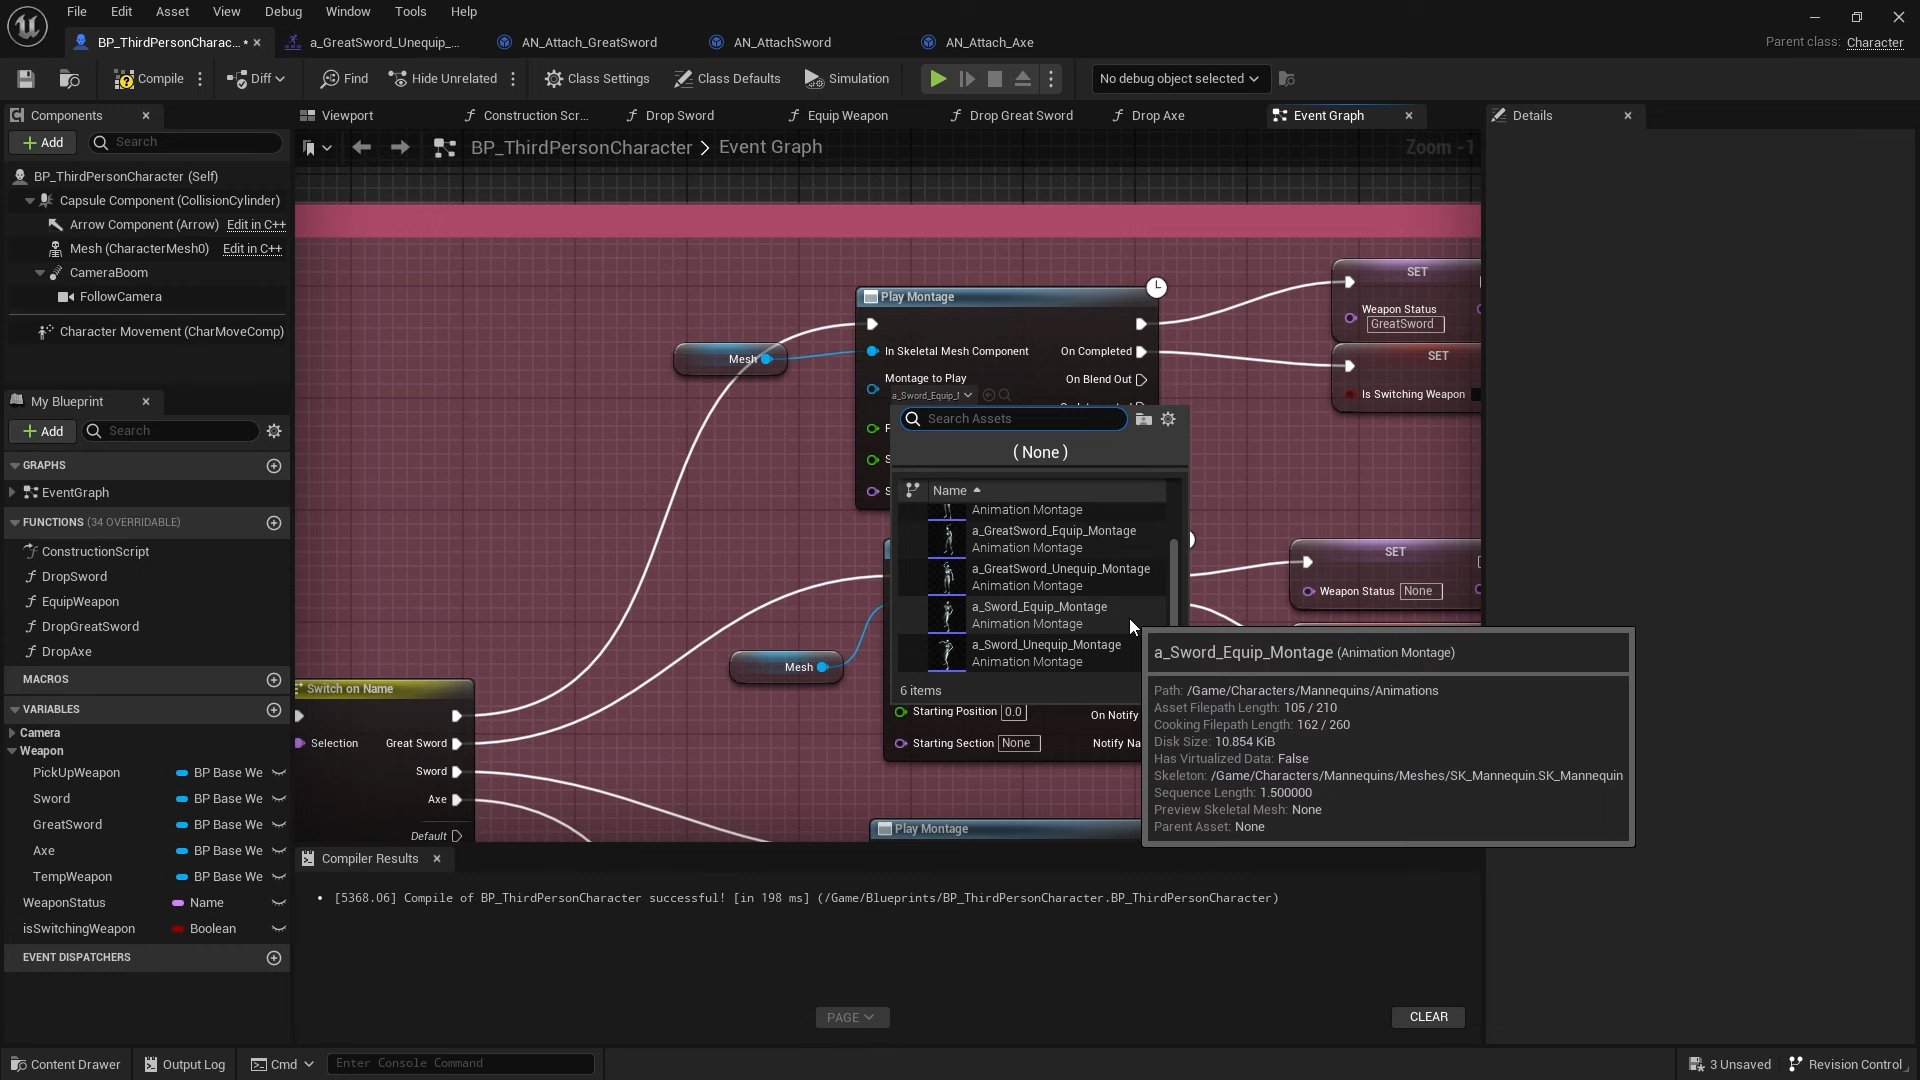 File Edit Asset View Debug Window Tools Help
BP_ThirdPersonCharac... • a_GreatSword_Unequip_... AN_Attach_GreatSword AN_AttachSword AN_Attach_Axe Parent class: Character
Compile Diff Find Hide Unrelated Class Settings Class Defaults Simulation No debug object selected
Components Viewport Construction Scr... Drop Sword Equip Weapon Drop Great Sword Drop Axe Event Graph Details
Add Search
BP_ThirdPersonCharacter > Event Graph Zoom -1
BP_ThirdPersonCharacter (Self)
Capsule Component (CollisionCylinder)
Arrow Component (Arrow) Edit in C++
Mesh (CharacterMesh0) Edit in C++
CameraBoom
FollowCamera
Character Movement (CharMoveComp)
My Blueprint
Add Search
GRAPHS
EventGraph
FUNCTIONS (34 OVERRIDABLE)
ConstructionScript
DropSword
EquipWeapon
DropGreatSword
DropAxe
MACROS
VARIABLES
Camera
Weapon
PickUpWeapon BP Base We
Sword BP Base We
GreatSword BP Base We
Axe BP Base We
TempWeapon BP Base We
WeaponStatus Name
isSwitchingWeapon Boolean
EVENT DISPATCHERS
Play Montage
Mesh In Skeletal Mesh Component On Completed
Montage to Play On Blend Out
SET
Weapon Status
GreatSword
SET
Is Switching Weapon
Search Assets
( None )
Name
Animation Montage
a_GreatSword_Equip_Montage
Animation Montage
a_GreatSword_Unequip_Montage
Animation Montage
a_Sword_Equip_Montage
Animation Montage
a_Sword_Unequip_Montage
Animation Montage
6 items
SET
Weapon Status None
Mesh
Starting Position 0.0 On Notify
Starting Section None Notify Na
Switch on Name
Selection Great Sword
Sword
Axe
Default
Play Montage
a_Sword_Equip_Montage (Animation Montage)
Path: /Game/Characters/Mannequins/Animations
Asset Filepath Length: 105 / 210
Cooking Filepath Length: 162 / 260
Disk Size: 10.854 KiB
Has Virtualized Data: False
Skeleton: /Game/Characters/Mannequins/Meshes/SK_Mannequin.SK_Mannequin
Sequence Length: 1.500000
Preview Skeletal Mesh: None
Parent Asset: None
Compiler Results
• [5368.06] Compile of BP_ThirdPersonCharacter successful! [in 198 ms] (/Game/Blueprints/BP_ThirdPersonCharacter.BP_ThirdPersonCharacter)
PAGE CLEAR
Content Drawer Output Log Cmd Enter Console Command 3 Unsaved Revision Control